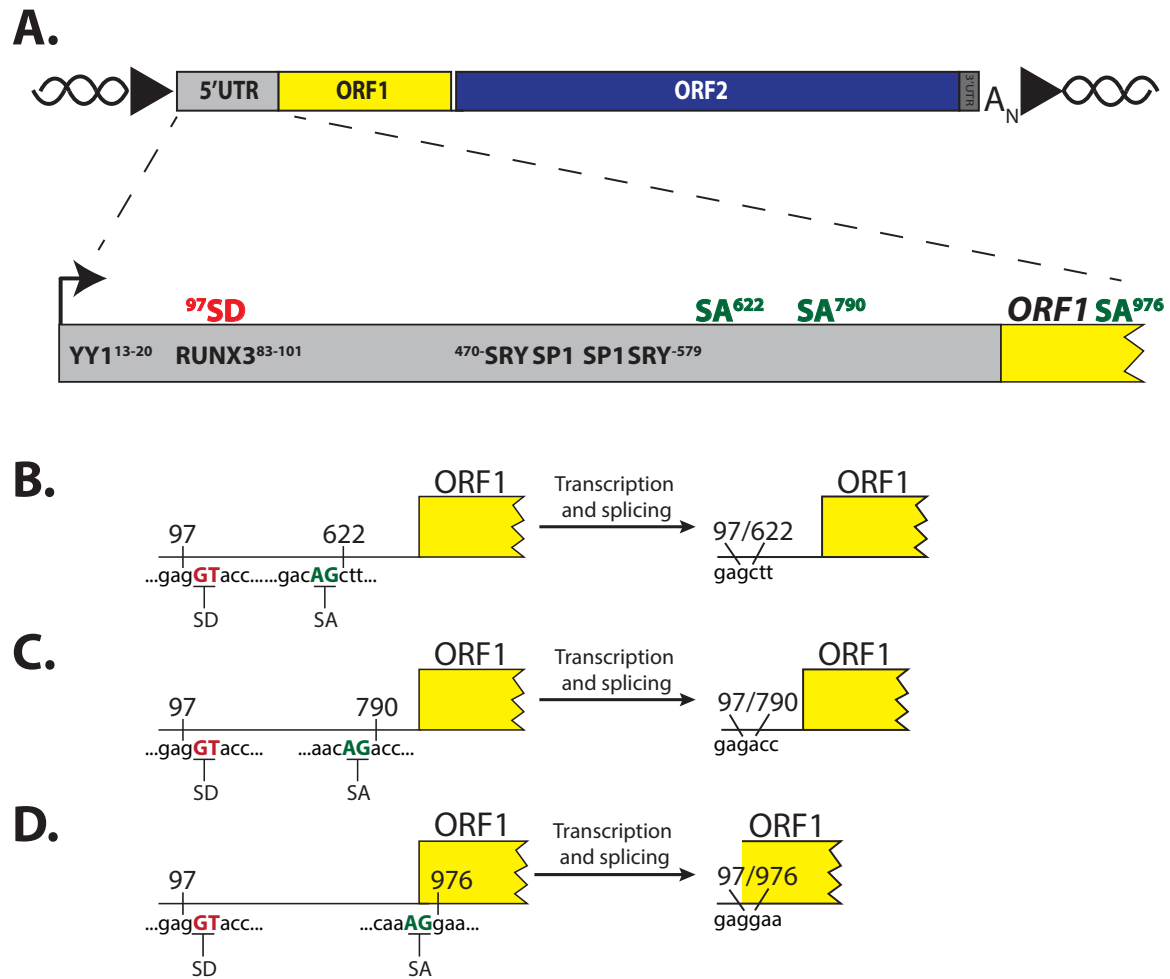 A.
5'UTR ORF1 ORF2 3'UTR AN
97SD SA622 SA790 ORF1 SA976
YY113-20 RUNX383-101 470-SRY SP1 SP1 SRY-579
B.
ORF1 Transcription and splicing ORF1
97 622 97/622
...gagGTacc......gacAGctt... gagctt
SD SA
C.
ORF1 Transcription and splicing ORF1
97 790 97/790
...gagGTacc... ...aacAGacc... gagacc
SD SA
D.
ORF1 Transcription and splicing ORF1
97 976 97/976
...gagGTacc... ...caaAGgaa... gaggaa
SD SA